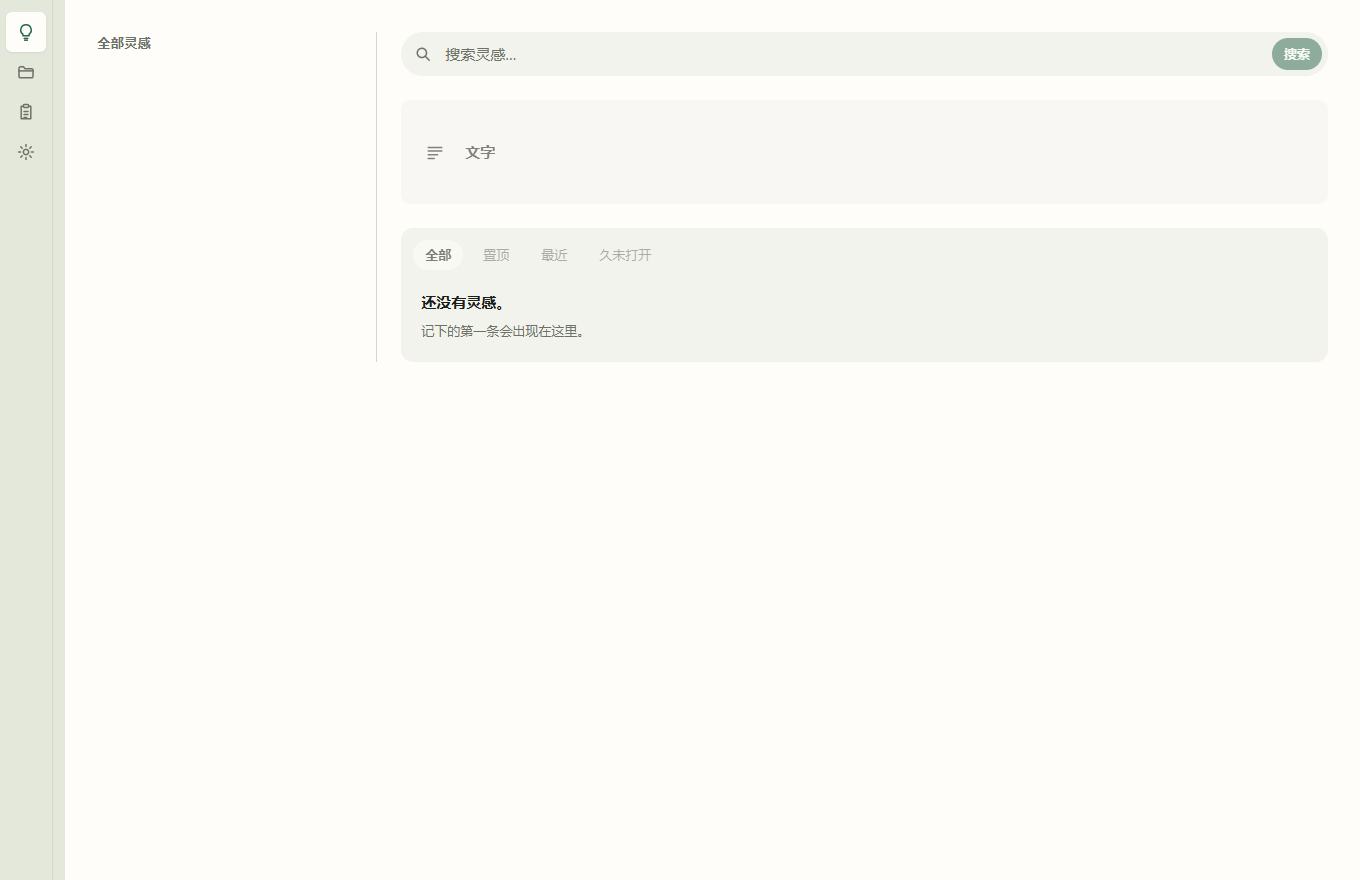 全部灵感
搜索灵感...
搜索
文字
全部 置顶 最近 久未打开
还没有灵感。
记下的第一条会出现在这里。